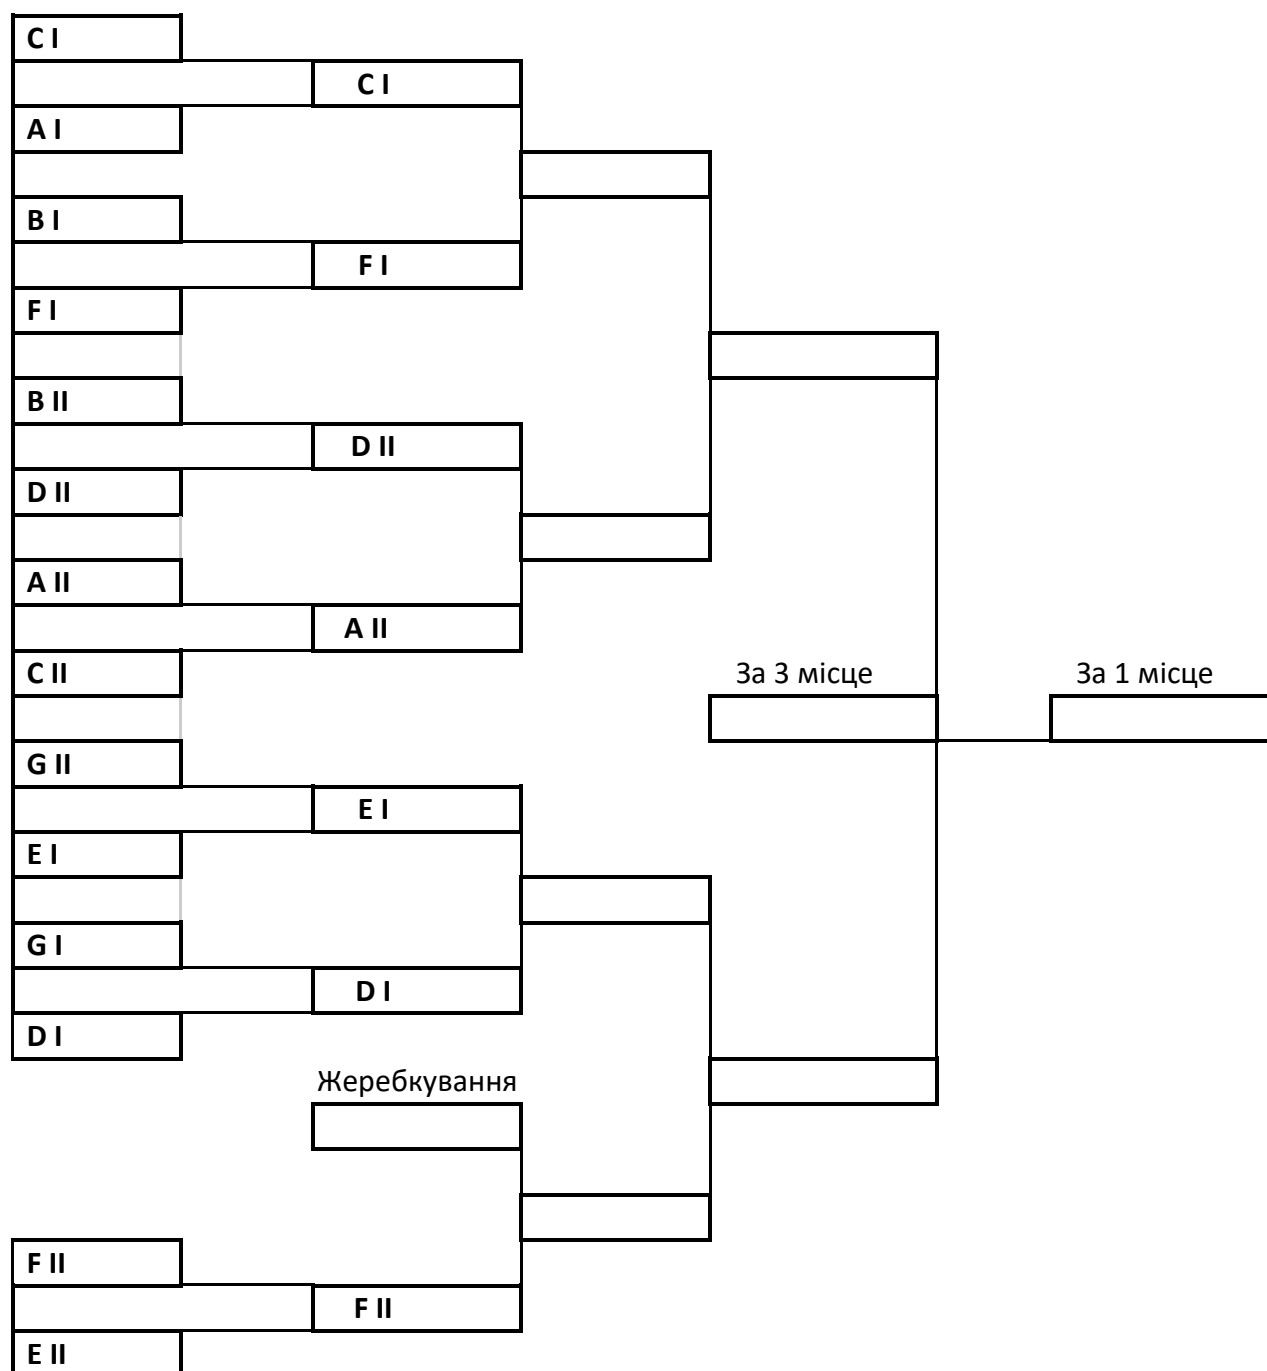 C I
C I
A I
B I
F I
F I
B II
D II
D II
A II
A II
C II
За 3 місце
За 1 місце
G II
E I
E I
G I
D I
D I
Жеребкування
F II
F II
E II